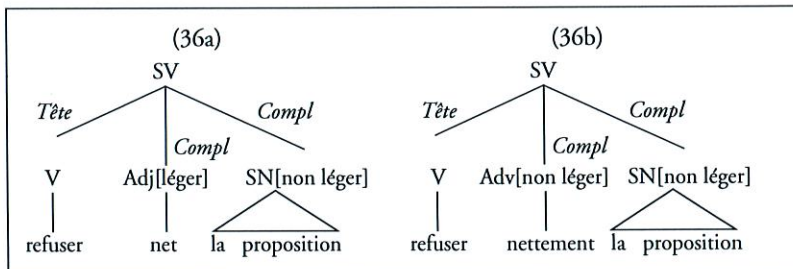 (36a) (36b)
SV SV
Tête Compl Tête Compl
Compl Compl
V Adj[léger] SN[non léger] V Adv[non léger] SN[non léger]
refuser net la proposition refuser nettement la proposition